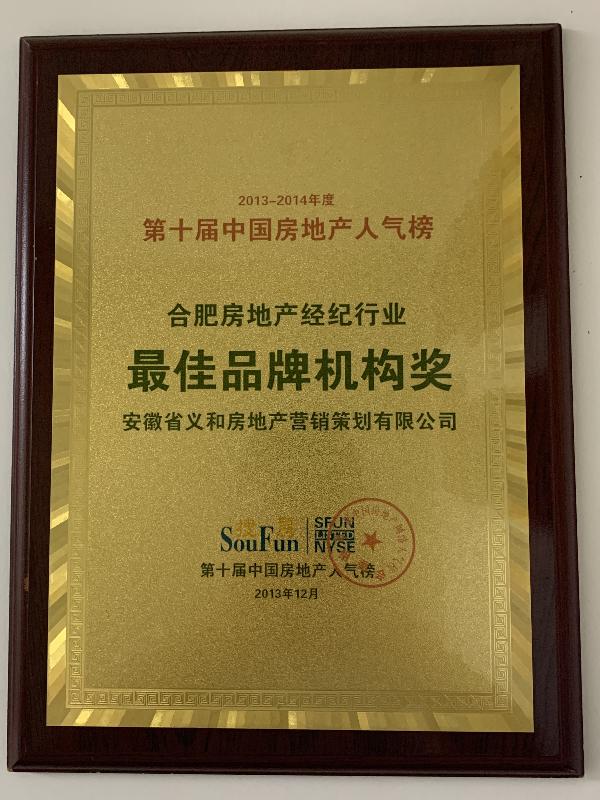 2013-2014年度
第十届中国房地产人气榜
合肥房地产经纪行业
最佳品牌机构奖
安徽省义和房地产营销策划有限公司
搜房
SouFun
SFUN
LISTED
NYSE
第十届中国房地产人气榜
2013年12月